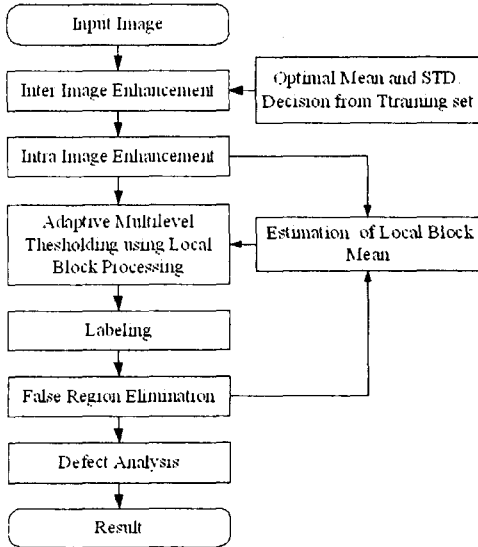 Input Image
Inter Image Enhancement
Optimal Mean and STD
Decision from Ttraining set
Intra Image Enhancement
Adaptive Multilevel
Thesholding using Local
Block Processing
Estimation of Local Block
Mean
Labeling
False Region Elimination
Defect Analysis
Result